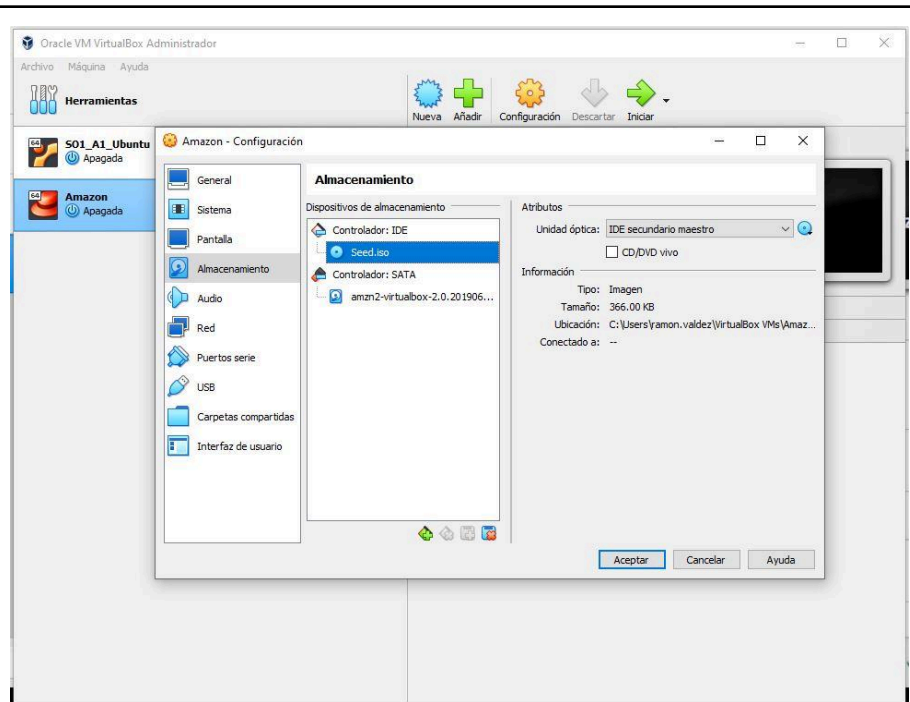 Oracle VM VirtualBox Administrador
Archivo Máquina Ayuda
Herramientas
Nueva Añadir Configuración Descartar Iniciar
64 SO1_A1_Ubuntu
Apagada
64 Amazon
Apagada
Amazon - Configuración
General
Sistema
Pantalla
Almacenamiento
Audio
Red
Puertos serie
USB
Carpetas compartidas
Interfaz de usuario
Almacenamiento
Dispositivos de almacenamiento
Controlador: IDE
Seed.iso
Controlador: SATA
amzn2-virtualbox-2.0.201906...
Atributos
Unidad óptica: IDE secundario maestro
CD/DVD vivo
Información
Tipo: Imagen
Tamaño: 366.00 KB
Ubicación: C:\Users\ramon.valdez\VirtualBox VMs\Amaz...
Conectado a: --
Aceptar Cancelar Ayuda